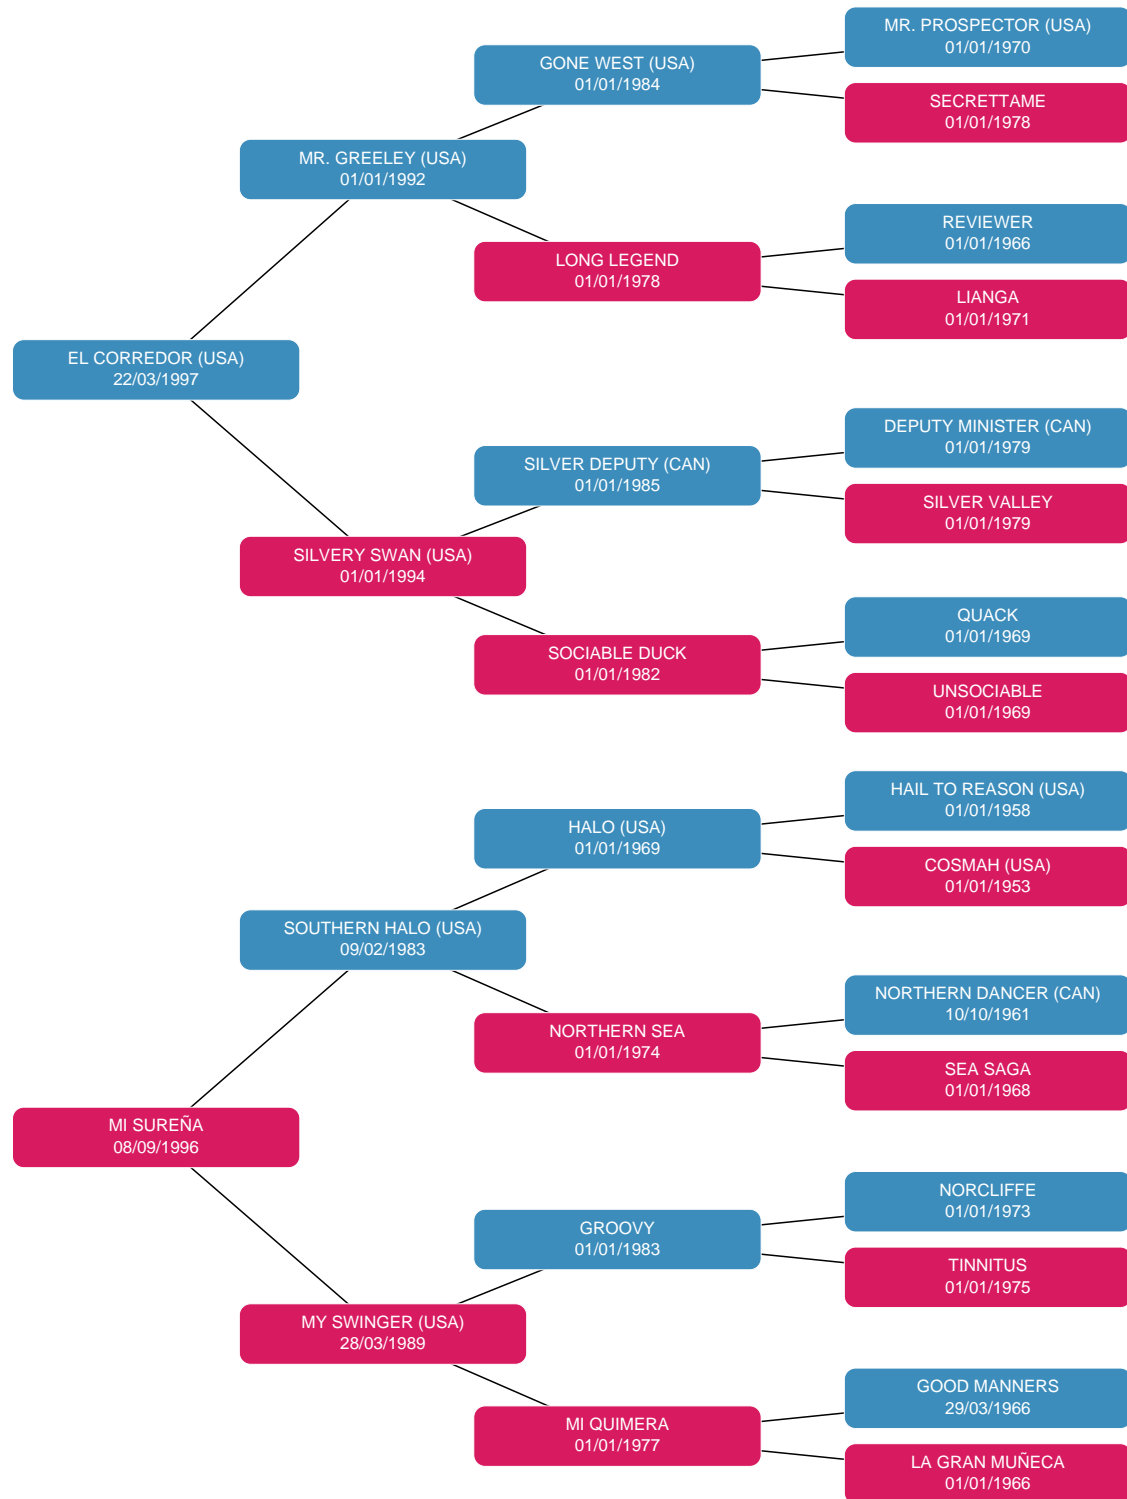 MR. PROSPECTOR (USA)
01/01/1970
GONE WEST (USA)
01/01/1984
SECRETTAME
01/01/1978
MR. GREELEY (USA)
01/01/1992
REVIEWER
01/01/1966
LONG LEGEND
01/01/1978
LIANGA
01/01/1971
EL CORREDOR (USA)
22/03/1997
DEPUTY MINISTER (CAN)
01/01/1979
SILVER DEPUTY (CAN)
01/01/1985
SILVER VALLEY
01/01/1979
SILVERY SWAN (USA)
01/01/1994
QUACK
01/01/1969
SOCIABLE DUCK
01/01/1982
UNSOCIABLE
01/01/1969
HAIL TO REASON (USA)
01/01/1958
HALO (USA)
01/01/1969
COSMAH (USA)
01/01/1953
SOUTHERN HALO (USA)
09/02/1983
NORTHERN DANCER (CAN)
10/10/1961
NORTHERN SEA
01/01/1974
SEA SAGA
01/01/1968
MI SUREÑA
08/09/1996
NORCLIFFE
01/01/1973
GROOVY
01/01/1983
TINNITUS
01/01/1975
MY SWINGER (USA)
28/03/1989
GOOD MANNERS
29/03/1966
MI QUIMERA
01/01/1977
LA GRAN MUÑECA
01/01/1966